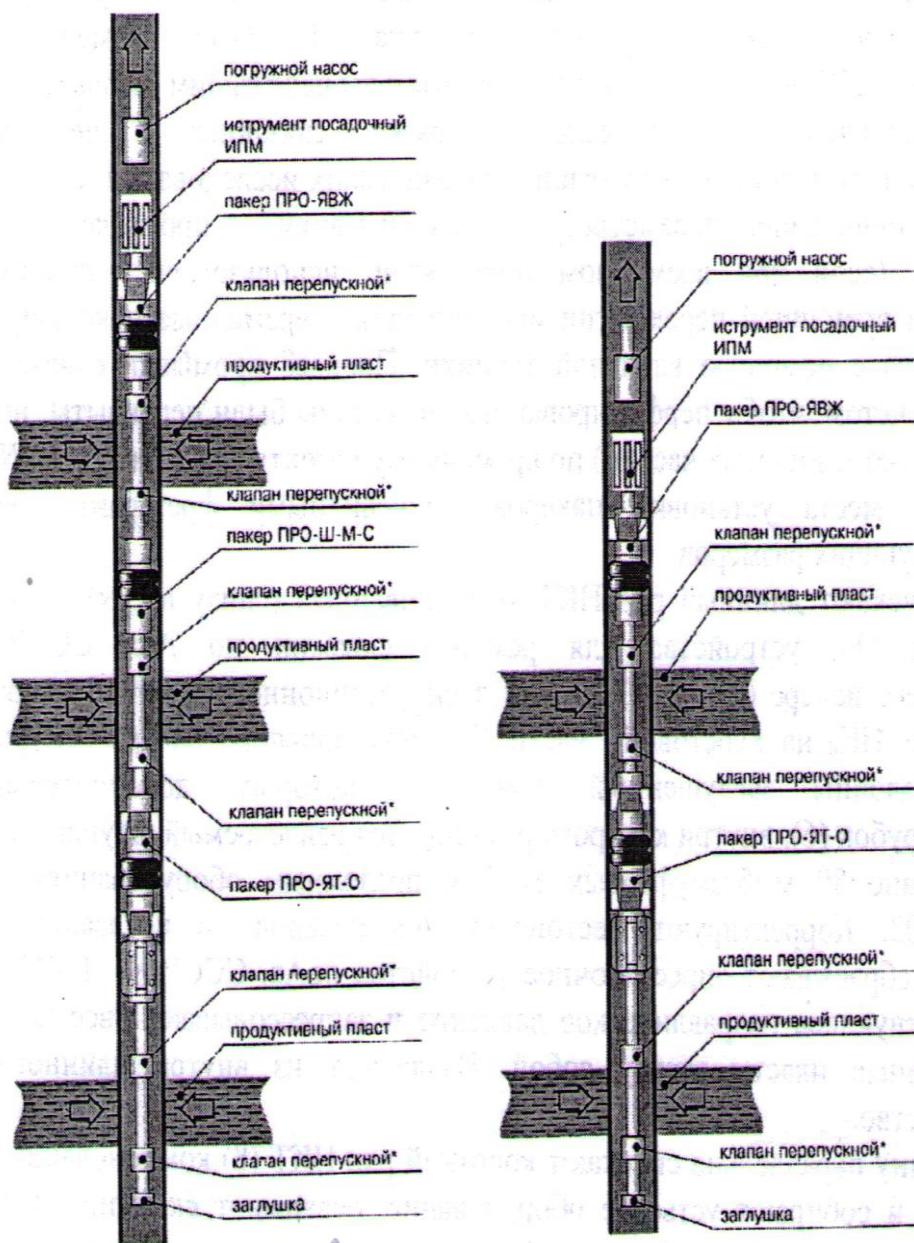 погружной насос
иструмент посадочный
ИПМ
пакер ПРО-ЯВЖ
клапан перепускной*
продуктивный пласт
клапан перепускной*
пакер ПРО-Ш-М-С
клапан перепускной*
продуктивный пласт
клапан перепускной*
пакер ПРО-ЯТ-О
клапан перепускной*
продуктивный пласт
клапан перепускной*
заглушка
погружной насос
иструмент посадочный
ИПМ
пакер ПРО-ЯВЖ
клапан перепускной*
продуктивный пласт
клапан перепускной*
пакер ПРО-ЯТ-О
клапан перепускной*
продуктивный пласт
клапан перепускной*
заглушка